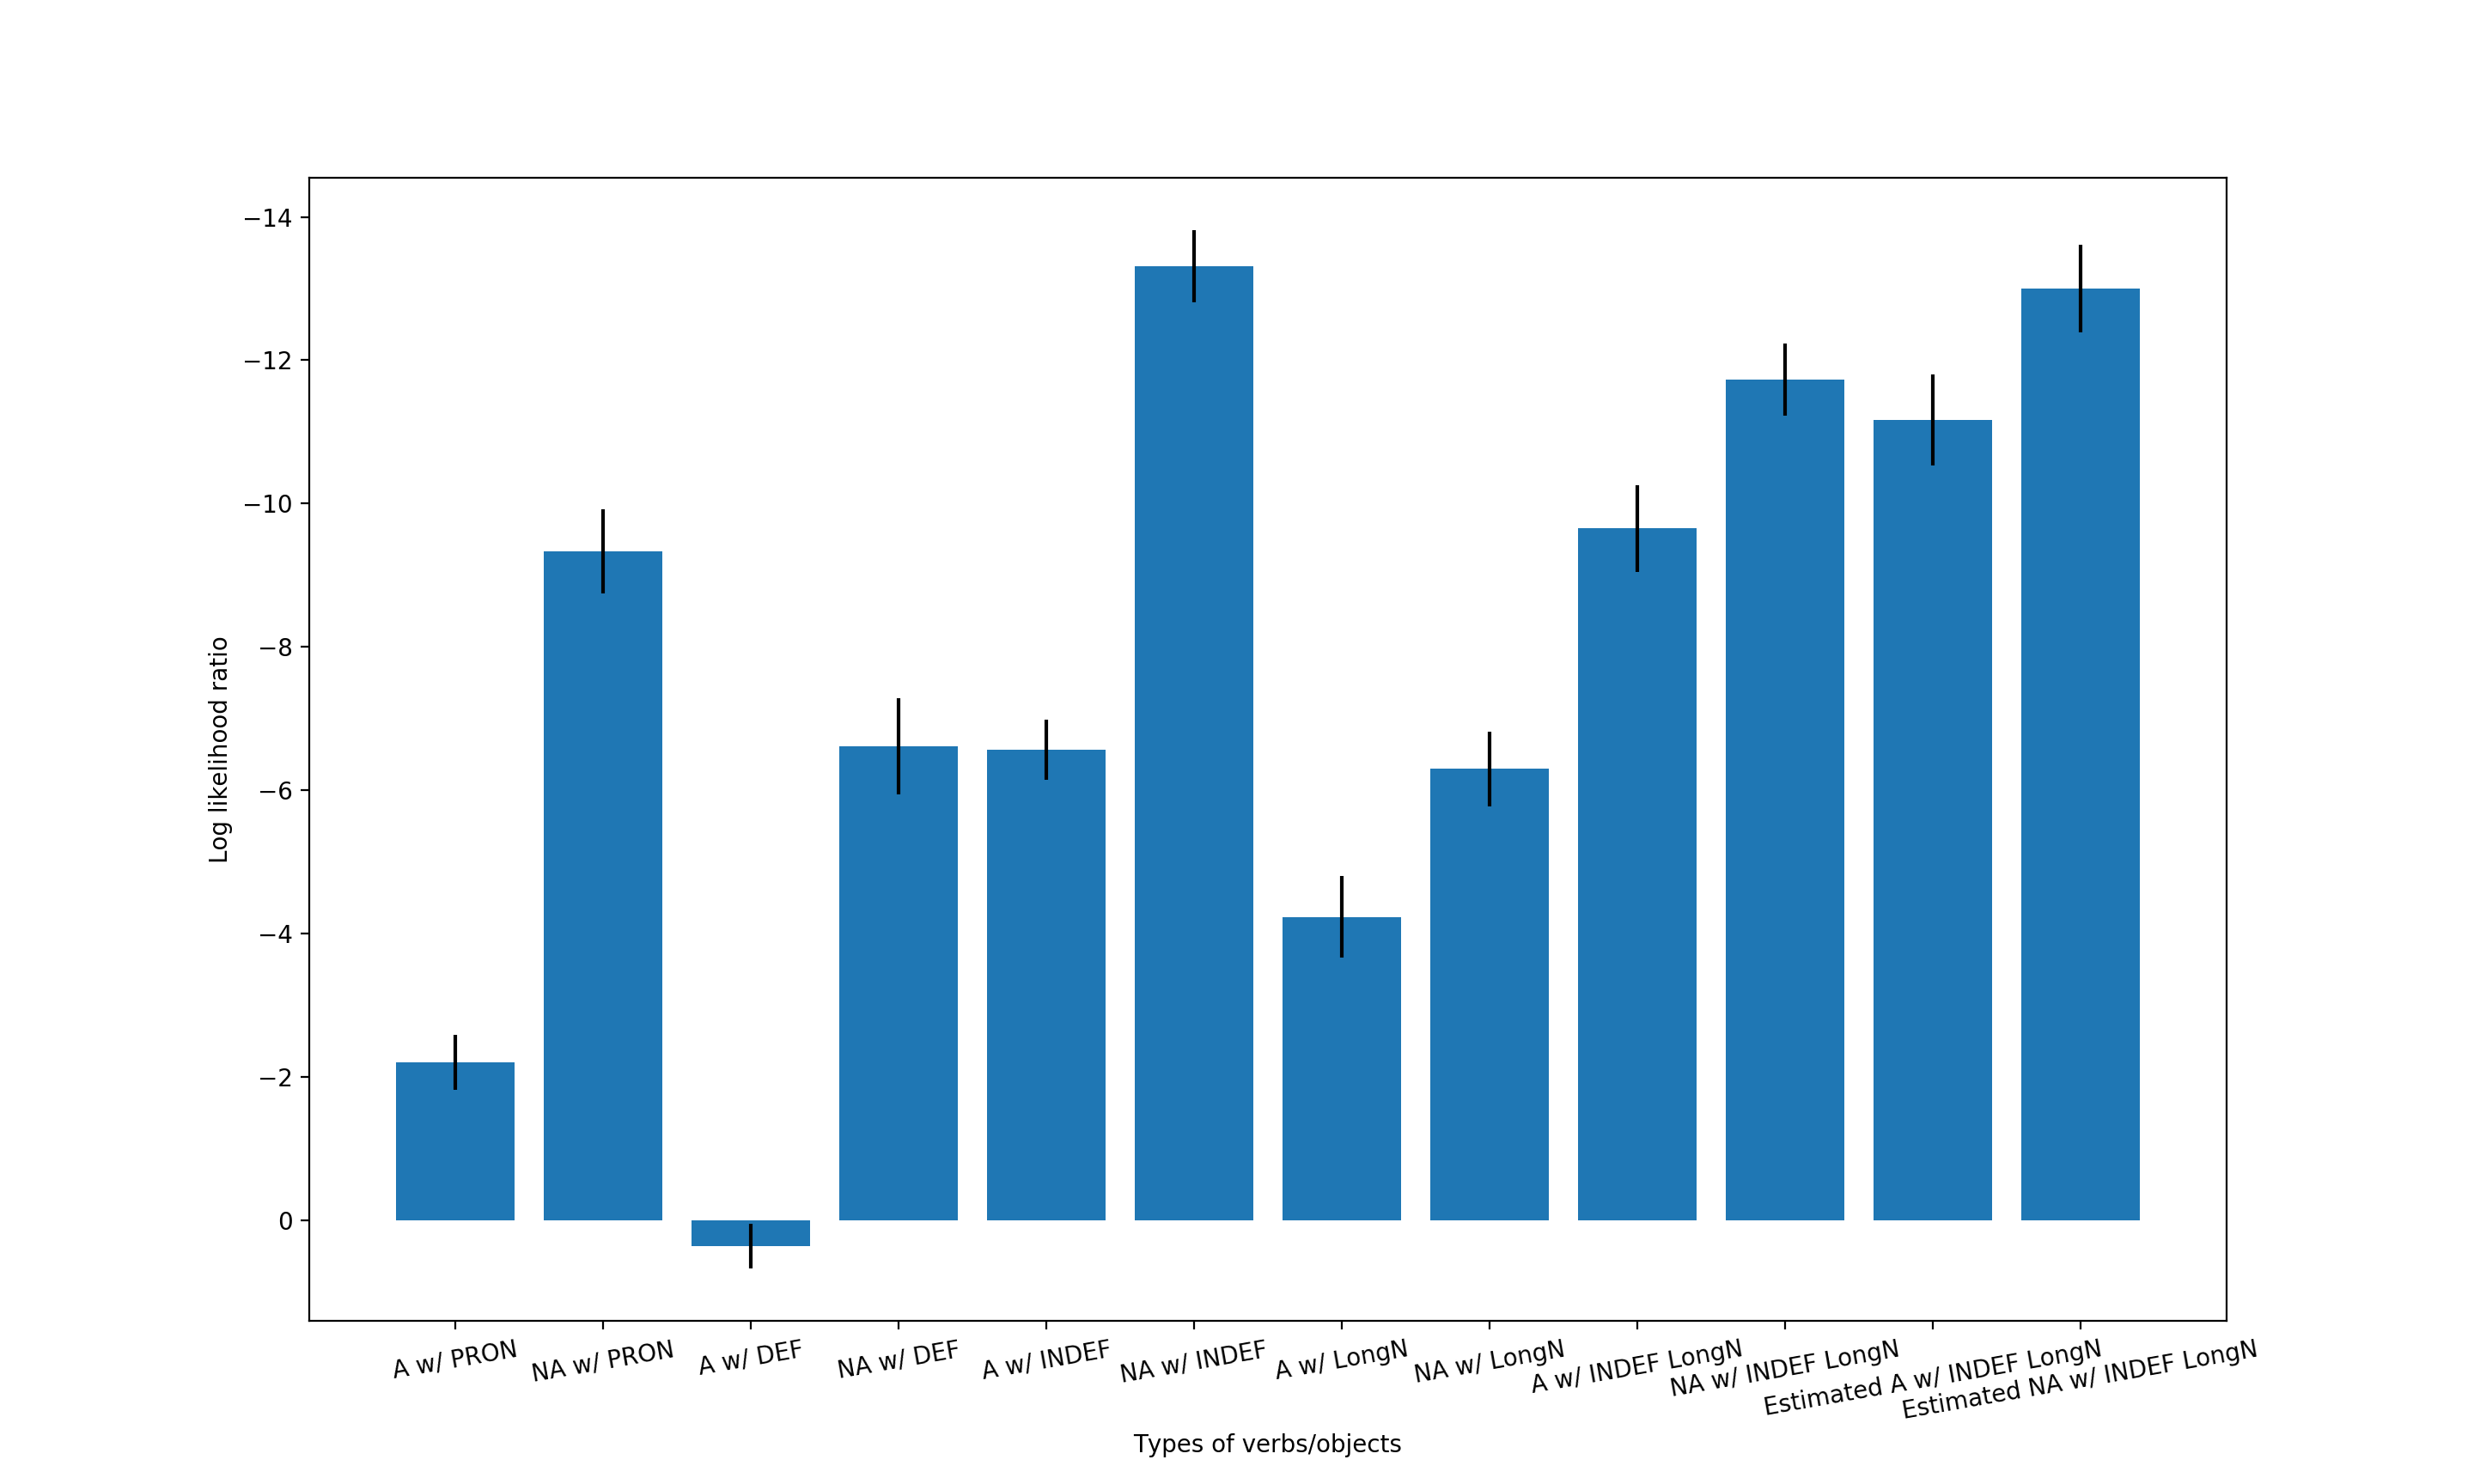 −14
−12
−10
−8
−6
−4
−2
0
Log likelihood ratio
A w/ PRON
NA w/ PRON
A w/ DEF
NA w/ DEF
A w/ INDEF
NA w/ INDEF
A w/ LongN
NA w/ LongN
A w/ INDEF LongN
NA w/ INDEF LongN
Estimated A w/ INDEF LongN
Estimated NA w/ INDEF LongN
Types of verbs/objects